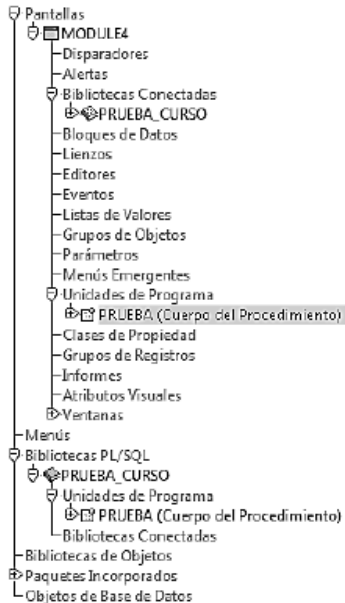 Pantallas
MODULE4
Disparadores
Alertas
Bibliotecas Conectadas
PRUEBA_CURSO
Bloques de Datos
Lienzos
Editores
Eventos
Listas de Valores
Grupos de Objetos
Parámetros
Menús Emergentes
Unidades de Programa
PRUEBA (Cuerpo del Procedimiento)
Clases de Propiedad
Grupos de Registros
Informes
Atributos Visuales
Ventanas
Menús
Bibliotecas PL/SQL
PRUEBA_CURSO
Unidades de Programa
PRUEBA (Cuerpo del Procedimiento)
Bibliotecas Conectadas
Bibliotecas de Objetos
Paquetes Incorporados
Objetos de Base de Datos